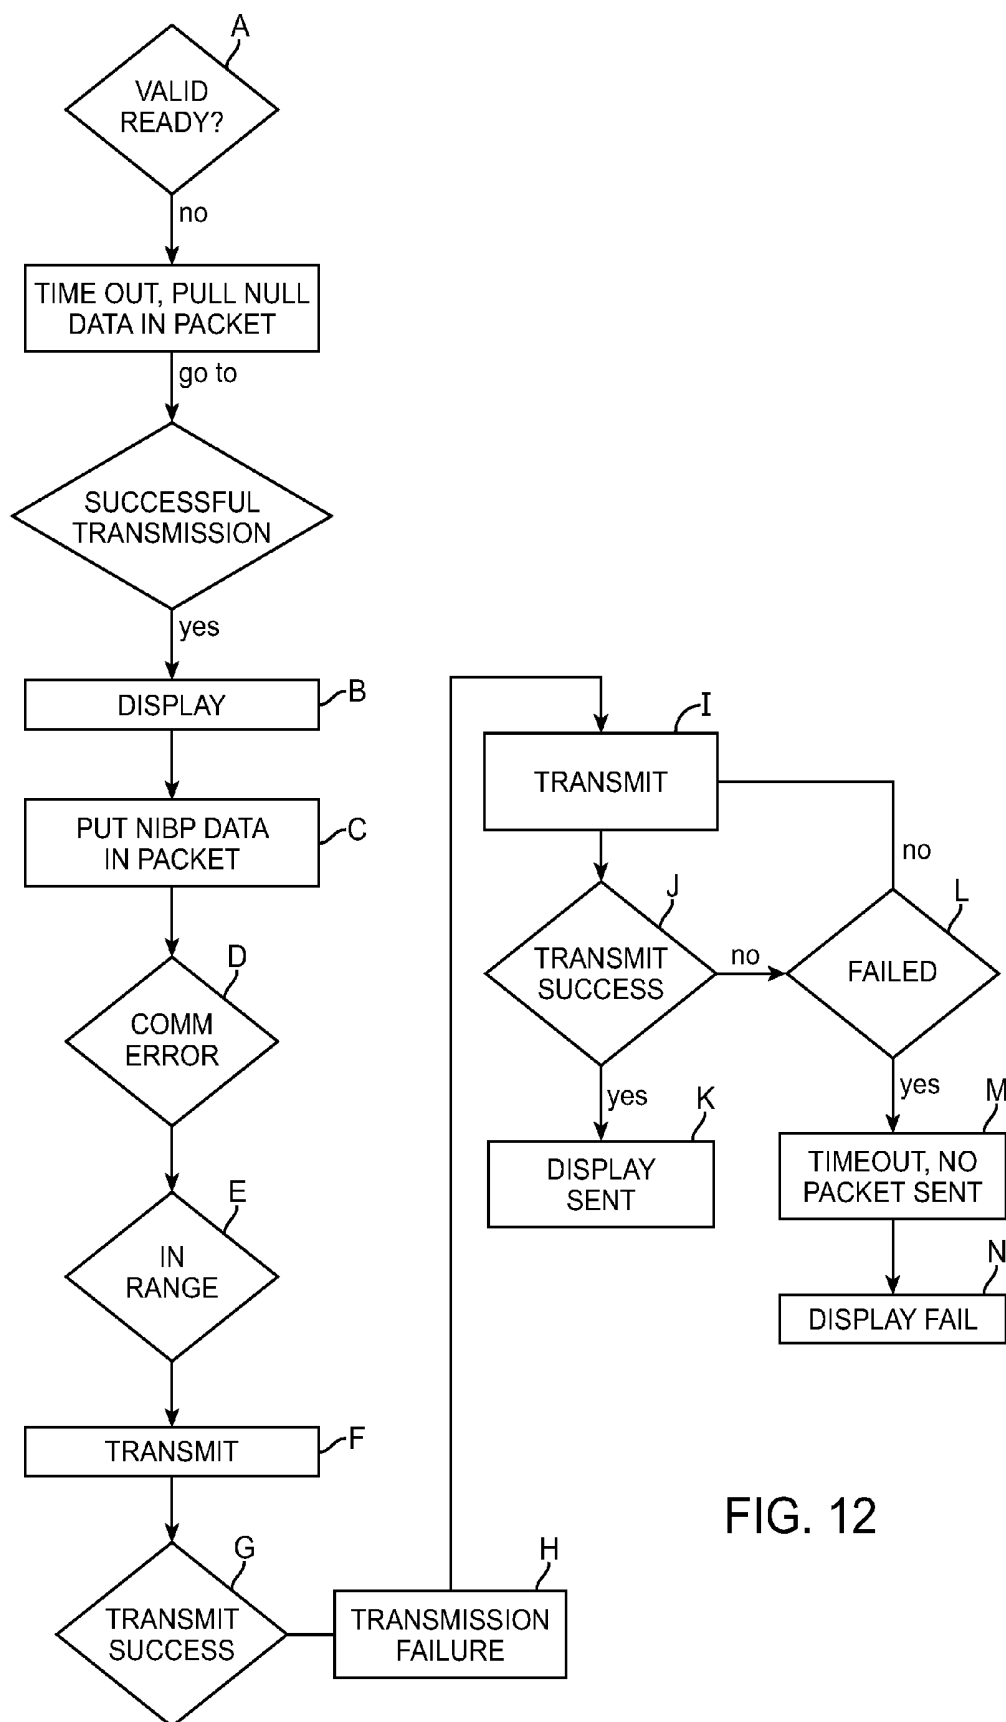 A
VALID
READY?
no
TIME OUT, PULL NULL
DATA IN PACKET
go to
SUCCESSFUL
TRANSMISSION
yes
DISPLAY
B
PUT NIBP DATA
IN PACKET
C
D
COMM
ERROR
E
IN
RANGE
TRANSMIT
F
G
TRANSMIT
SUCCESS
H
TRANSMISSION
FAILURE
I
TRANSMIT
J
TRANSMIT
SUCCESS
no
yes
K
DISPLAY
SENT
no
L
FAILED
yes
M
TIMEOUT, NO
PACKET SENT
N
DISPLAY FAIL
FIG. 12